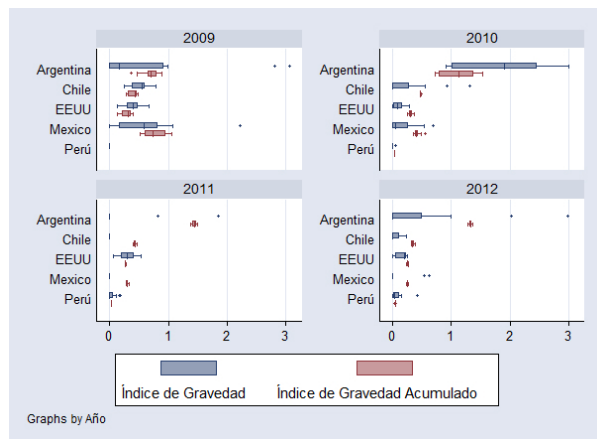 2009
2010
Argentina
Chile
EEUU
Mexico
Perú
Argentina
Chile
EEUU
Mexico
Perú
2011
2012
Argentina
Chile
EEUU
Mexico
Perú
Argentina
Chile
EEUU
Mexico
Perú
0 1 2 3
0 1 2 3
Índice de Gravedad
Índice de Gravedad Acumulado
Graphs by Año